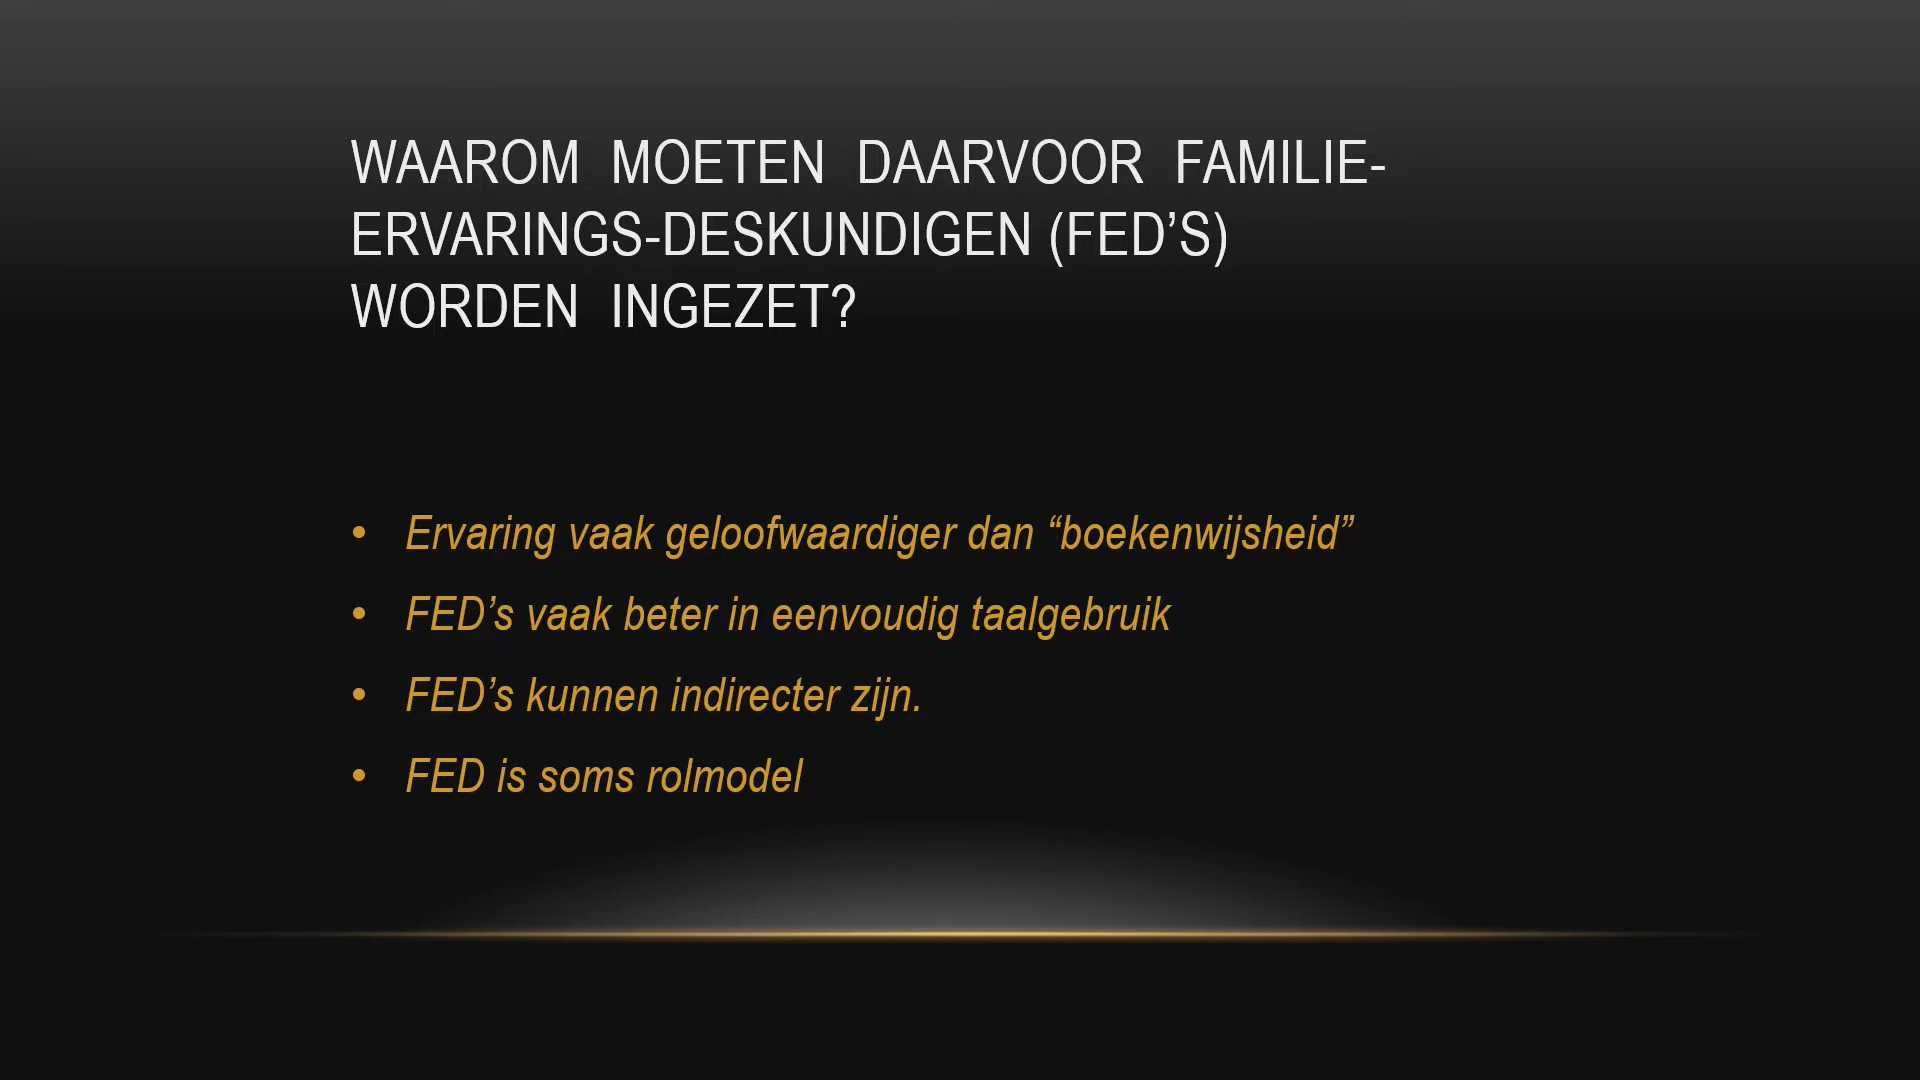 WAAROM MOETEN DAARVOOR FAMILIE-
ERVARINGS-DESKUNDIGEN (FED’S)
WORDEN INGEZET?
• Ervaring vaak geloofwaardiger dan “boekenwijsheid”
• FED’s vaak beter in eenvoudig taalgebruik
• FED’s kunnen indirecter zijn.
• FED is soms rolmodel